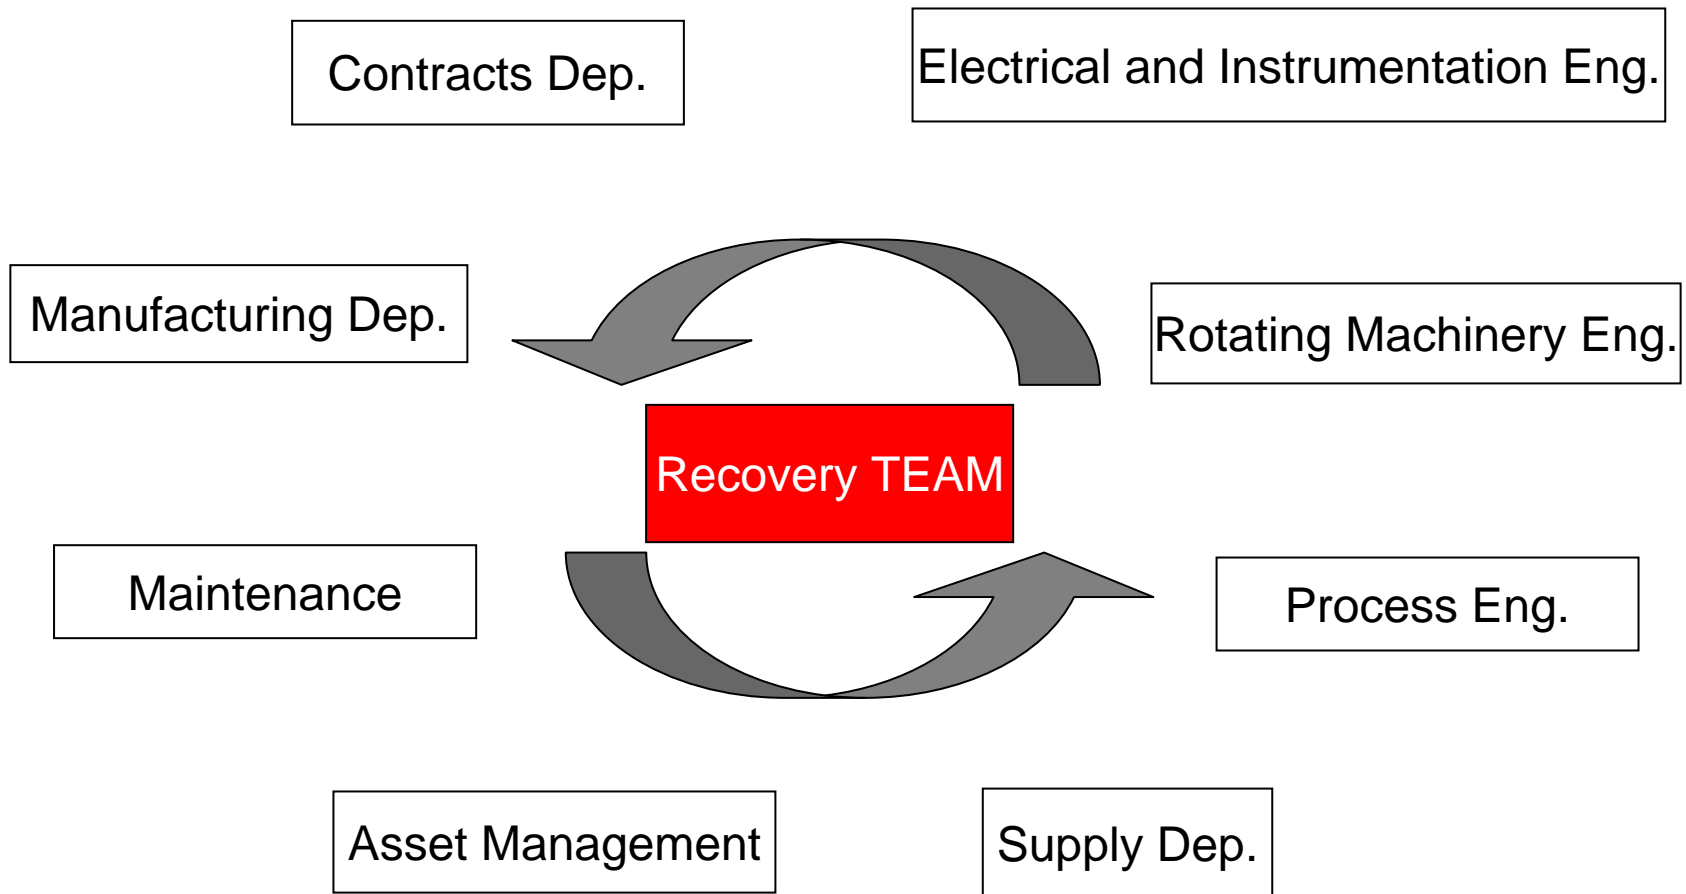 Contracts Dep.
Electrical and Instrumentation Eng.
Manufacturing Dep.
Rotating Machinery Eng.
Recovery TEAM
Maintenance
Process Eng.
Asset Management
Supply Dep.